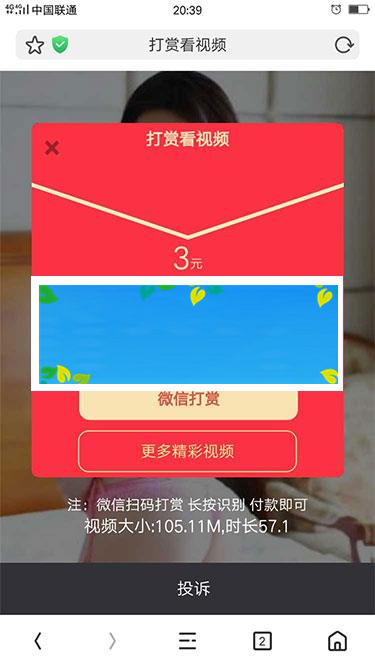 4G 4G 中国联通 20:39
打赏看视频
打赏看视频
3元
微信打赏
更多精彩视频
注：微信扫码打赏 长按识别 付款即可
视频大小:105.11M,时长57.1
投诉
2